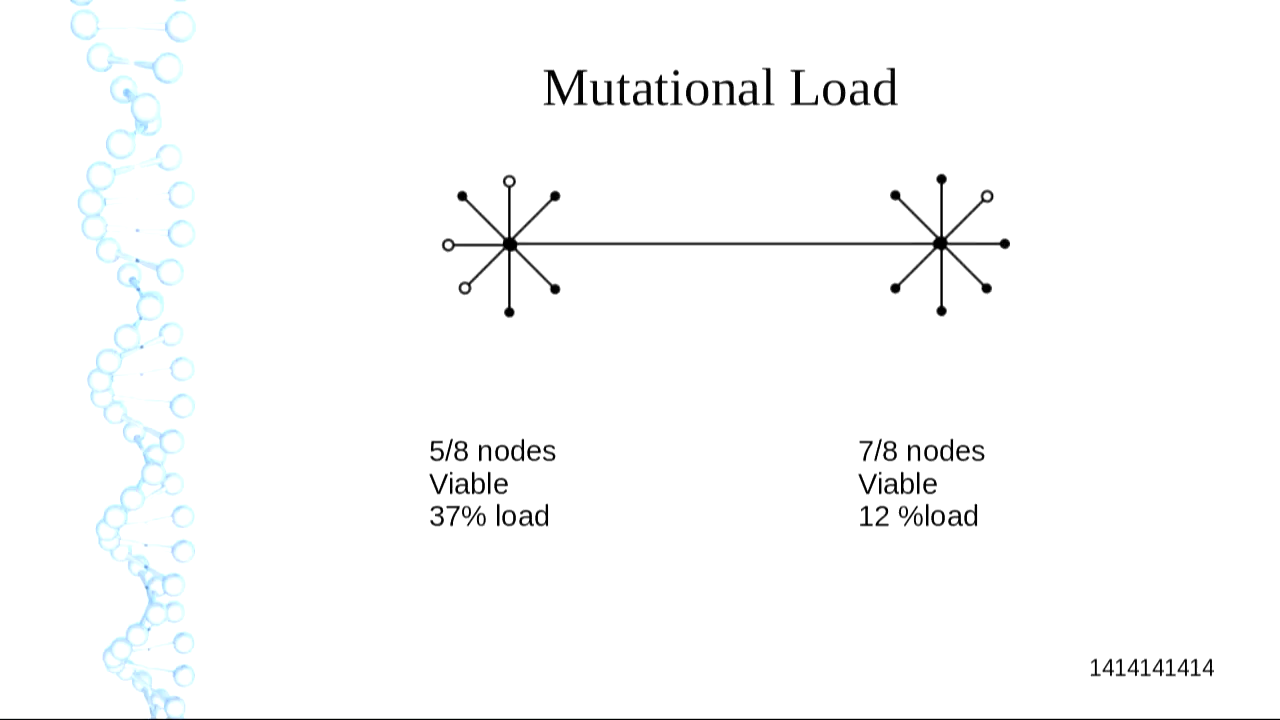 Mutational Load
5/8 nodes
Viable
37% load
7/8 nodes
Viable
12 %load
1414141414